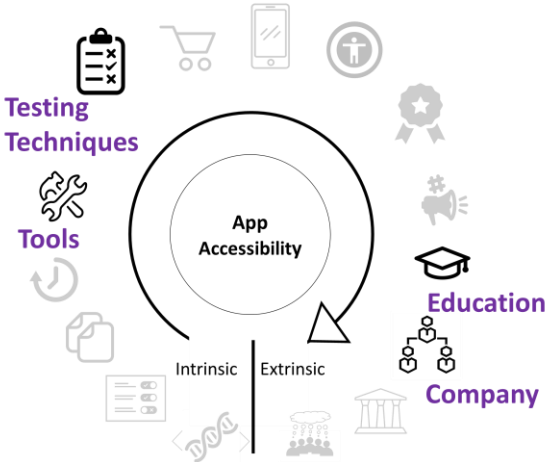 Testing
Techniques
Tools
App
Accessibility
Education
Company
Intrinsic
Extrinsic